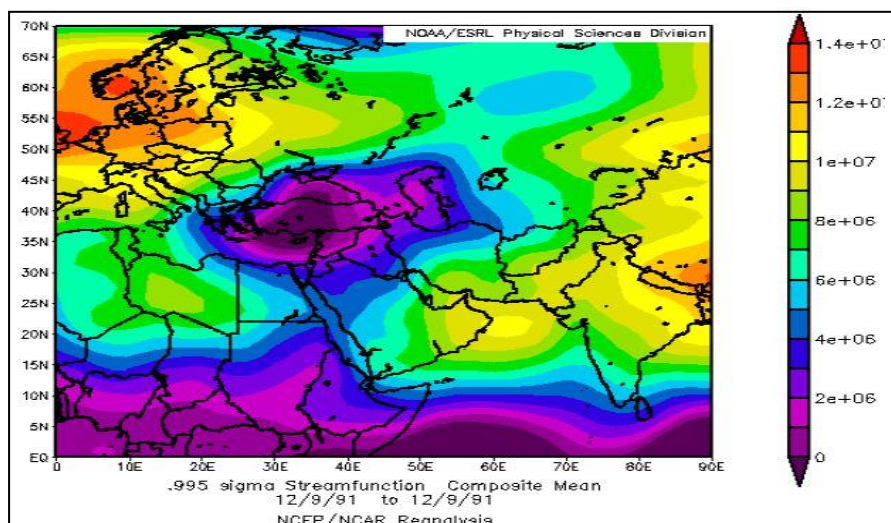 NOAA/ESRL Physical Sciences Division
70N
65N
60N
55N
50N
45N
40N
35N
30N
25N
20N
15N
10N
5N
EQ
0 10E 20E 30E 40E 50E 60E 70E 80E 90E
1.4e+07
1.2e+07
1e+07
8e+06
6e+06
4e+06
2e+06
0
.995 sigma Streamfunction Composite Mean
12/9/91 to 12/9/91
NCEP/NCAR Reanalysis